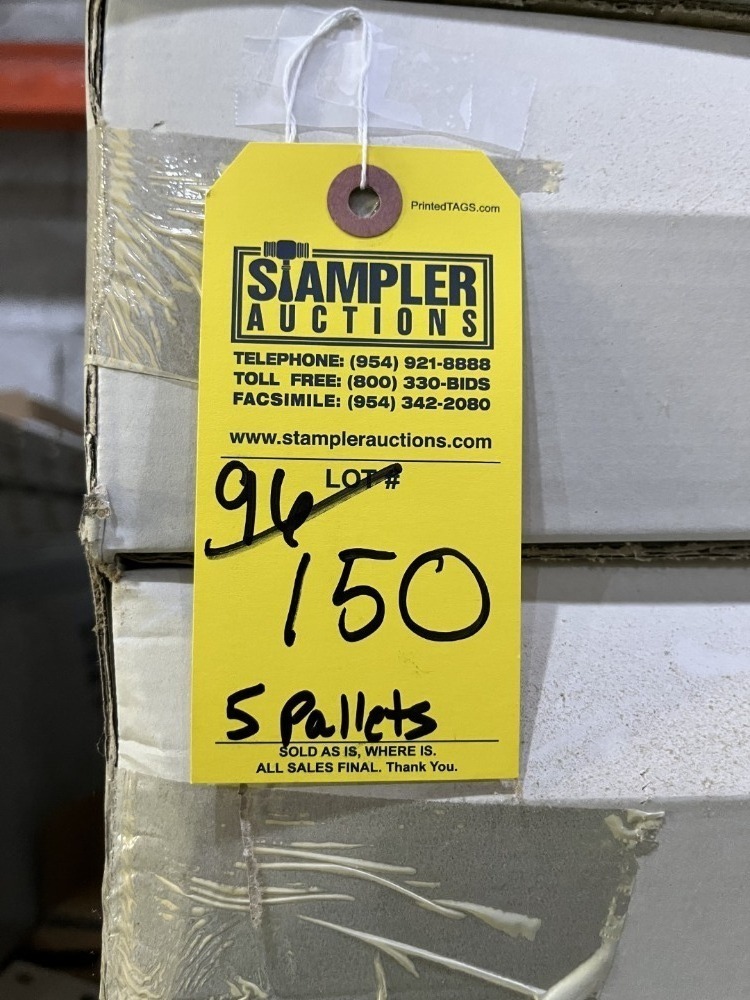 PrintedTAGS.com
STAMPLER
AUCTIONS
TELEPHONE: (954) 921-8888
TOLL FREE: (800) 330-BIDS
FACSIMILE: (954) 342-2080
www.stamplerauctions.com
LOT #
96
150
5 Pallets
SOLD AS IS, WHERE IS.
ALL SALES FINAL. Thank You.